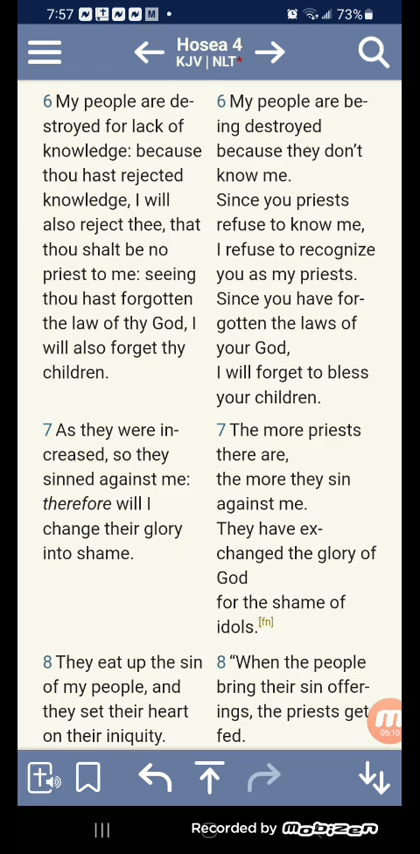 7:57
73%
Hosea 4
KJV | NLT*
6 My people are de-
stroyed for lack of
knowledge: because
thou hast rejected
knowledge, I will
also reject thee, that
thou shalt be no
priest to me: seeing
thou hast forgotten
the law of thy God, I
will also forget thy
children.
6 My people are be-
ing destroyed
because they don’t
know me.
Since you priests
refuse to know me,
I refuse to recognize
you as my priests.
Since you have for-
gotten the laws of
your God,
I will forget to bless
your children.
7 As they were in-
creased, so they
sinned against me:
therefore will I
change their glory
into shame.
7 The more priests
there are,
the more they sin
against me.
They have ex-
changed the glory of
God
for the shame of
idols.[fn]
8 They eat up the sin
of my people, and
they set their heart
on their iniquity.
8 “When the people
bring their sin offer-
ings, the priests get
fed.
05:10
Recorded by mobizen